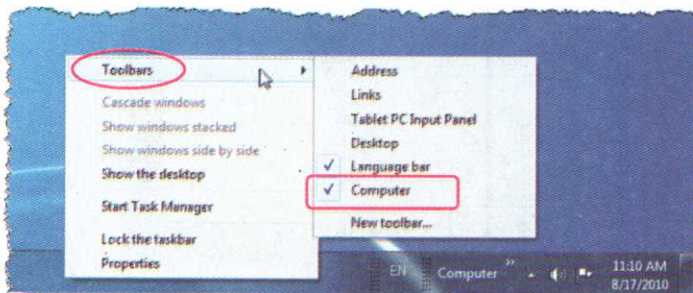 Toolbars
Cascade windows
Show windows stacked
Show windows side by side
Show the desktop
Start Task Manager
Lock the taskbar
Properties
Address
Links
Tablet PC Input Panel
Desktop
Language bar
Computer
New toolbar...
EN Computer » 11:10 AM
8/17/2010